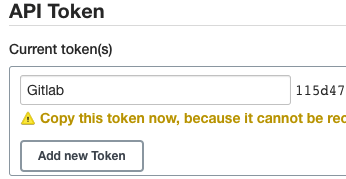 API Token
Current token(s)
Gitlab 115d47
Copy this token now, because it cannot be
Add new Token